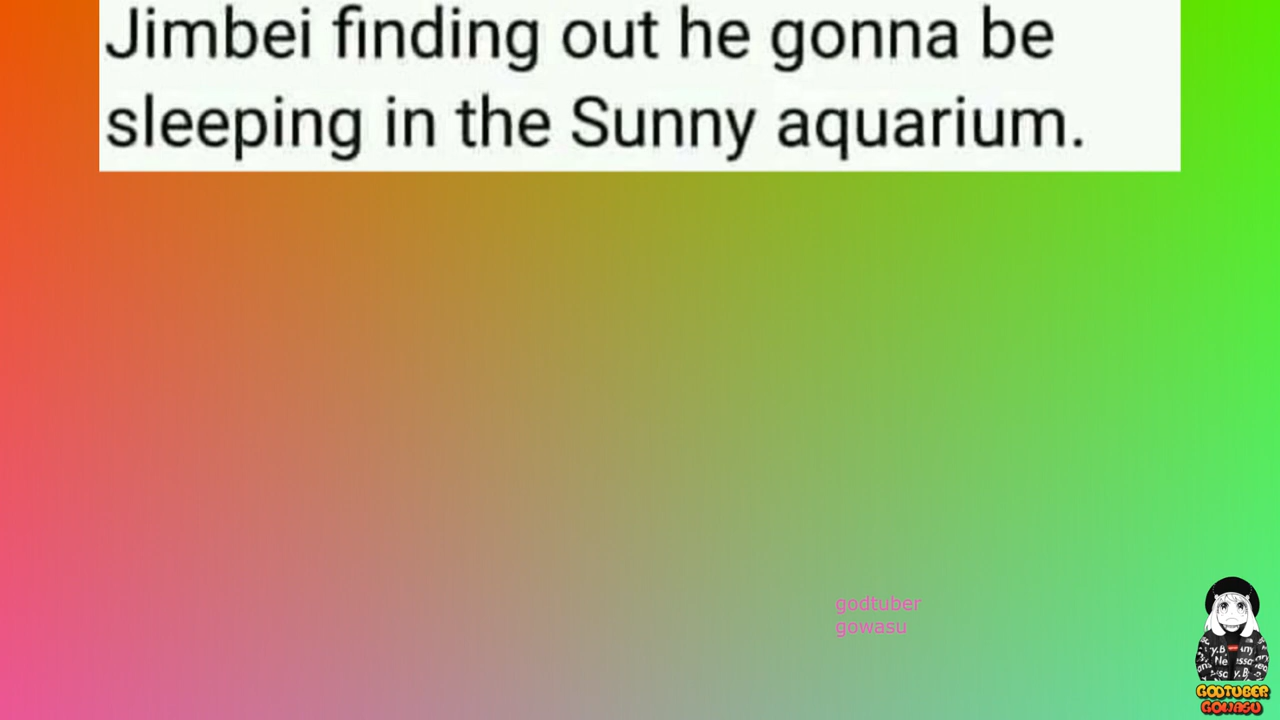 Jimbei finding out he gonna be
sleeping in the Sunny aquarium.
godtuber
gowasu
GODTUBER
GOWASU